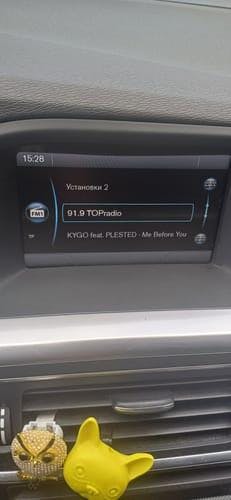 15:28
Установки 2
FM1
91.9 TOPradio
TP
KYGO feat. PLESTED - Me Before You